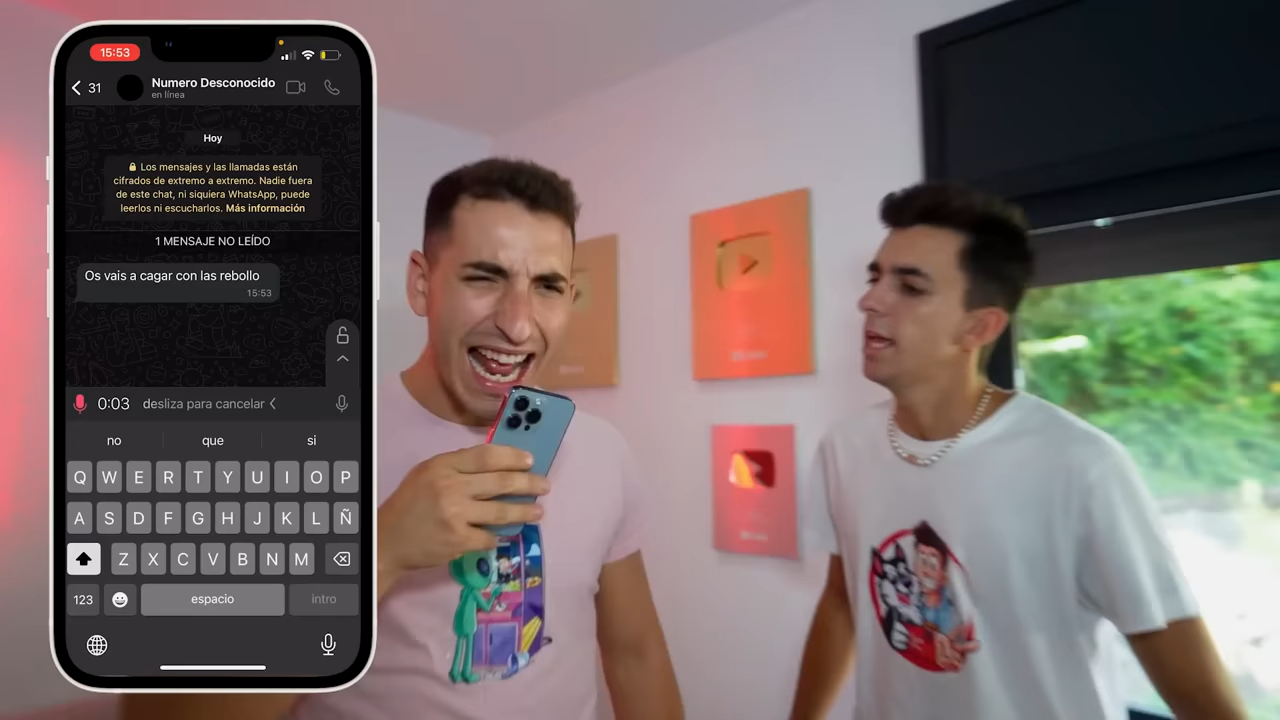 15:53
31
Numero Desconocido
en línea
Hoy
Los mensajes y las llamadas están
cifrados de extremo a extremo. Nadie fuera
de este chat, ni siquiera WhatsApp, puede
leerlos ni escucharlos. Más información
1 MENSAJE NO LEÍDO
Os vais a cagar con las rebollo
15:53
0:03 desliza para cancelar
no que si
Q W E R T Y U I O P
A S D F G H J K L Ñ
Z X C V B N M
123 espacio intro